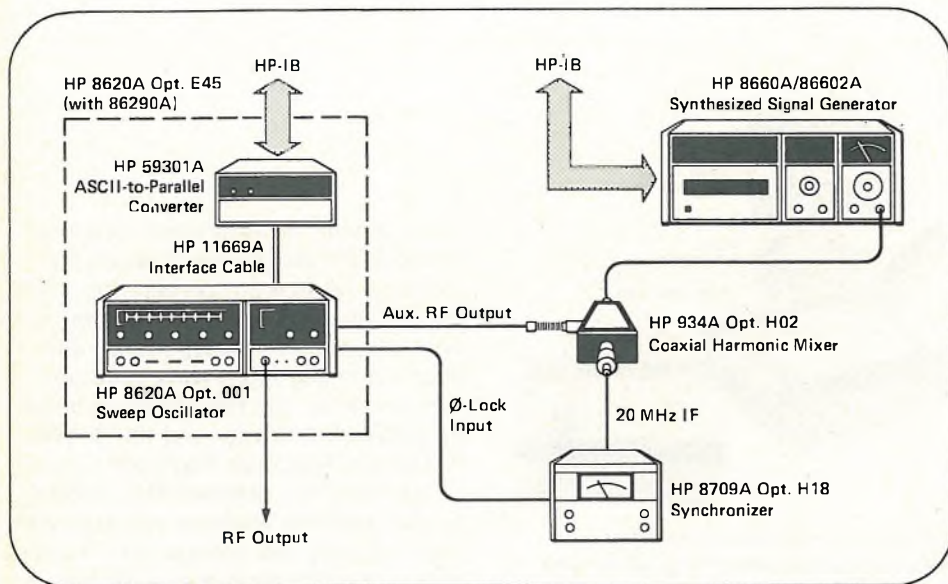 HP 8620A Opt. E45
(with 86290A)
HP-IB
HP 59301A
ASCII-to-Parallel
Converter
HP 11669A
Interface Cable
HP 8620A Opt. 001
Sweep Oscillator
RF Output
Aux. RF Output
Ø-Lock
Input
HP-IB
HP 8660A/86602A
Synthesized Signal Generator
HP 934A Opt. H02
Coaxial Harmonic Mixer
20 MHz IF
HP 8709A Opt. H18
Synchronizer